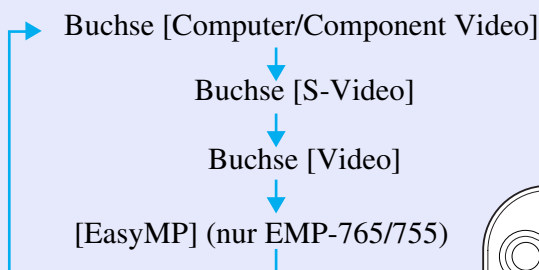 Buchse [Computer/Component Video]
Buchse [S-Video]
Buchse [Video]
[EasyMP] (nur EMP-765/755)